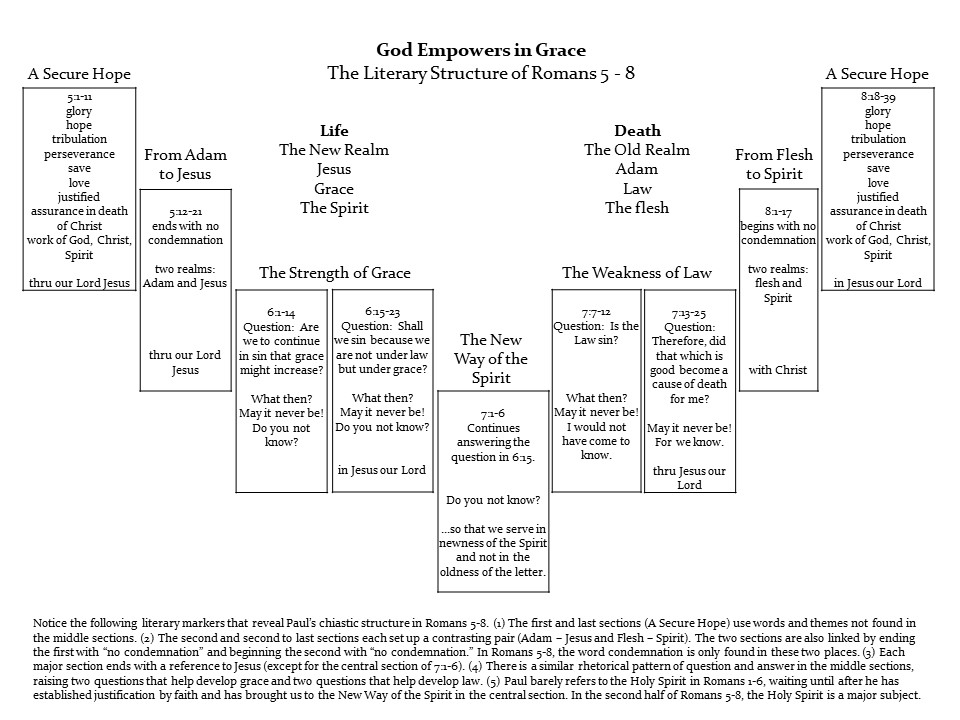 God Empowers in Grace
The Literary Structure of Romans 5 - 8
A Secure Hope
5:1-11
glory
hope
tribulation
perseverance
save
love
justified
assurance in death
of Christ
work of God, Christ,
Spirit
thru our Lord Jesus
From Adam
to Jesus
5:12-21
ends with no
condemnation
two realms:
Adam and Jesus
thru our Lord
Jesus
Life
The New Realm
Jesus
Grace
The Spirit
The Strength of Grace
6:1-14
Question: Are
we to continue
in sin that grace
might increase?
What then?
May it never be!
Do you not
know?
6:15-23
Question: Shall
we sin because we
are not under law
but under grace?
What then?
May it never be!
Do you not know?
in Jesus our Lord
The New
Way of the
Spirit
7:1-6
Continues
answering the
question in 6:15.
Do you not know?
...so that we serve in
newness of the Spirit
and not in the
oldness of the letter.
Death
The Old Realm
Adam
Law
The flesh
The Weakness of Law
7:7-12
Question: Is the
Law sin?
What then?
May it never be!
I would not
have come to
know.
7:13-25
Question:
Therefore, did
that which is
good become a
cause of death
for me?
May it never be!
For we know.
thru Jesus our
Lord
From Flesh
to Spirit
8:1-17
begins with no
condemnation
two realms:
flesh and
Spirit
with Christ
A Secure Hope
8:18-39
glory
hope
tribulation
perseverance
save
love
justified
assurance in death
of Christ
work of God, Christ,
Spirit
in Jesus our Lord
Notice the following literary markers that reveal Paul's chiastic structure in Romans 5-8. (1) The first and last sections (A Secure Hope) use words and themes not found in
the middle sections. (2) The second and second to last sections each set up a contrasting pair (Adam – Jesus and Flesh – Spirit). The two sections are also linked by ending
the first with “no condemnation” and beginning the second with “no condemnation.” In Romans 5-8, the word condemnation is only found in these two places. (3) Each
major section ends with a reference to Jesus (except for the central section of 7:1-6). (4) There is a similar rhetorical pattern of question and answer in the middle sections,
raising two questions that help develop grace and two questions that help develop law. (5) Paul barely refers to the Holy Spirit in Romans 1-6, waiting until after he has
established justification by faith and has brought us to the New Way of the Spirit in the central section. In the second half of Romans 5-8, the Holy Spirit is a major subject.